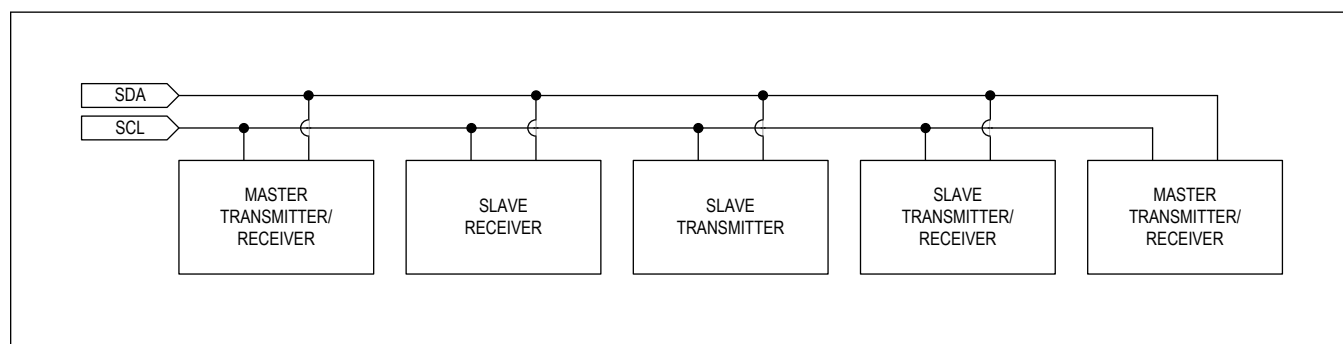 SDA
SCL
MASTER
TRANSMITTER/
RECEIVER
SLAVE
RECEIVER
SLAVE
TRANSMITTER
SLAVE
TRANSMITTER/
RECEIVER
MASTER
TRANSMITTER/
RECEIVER